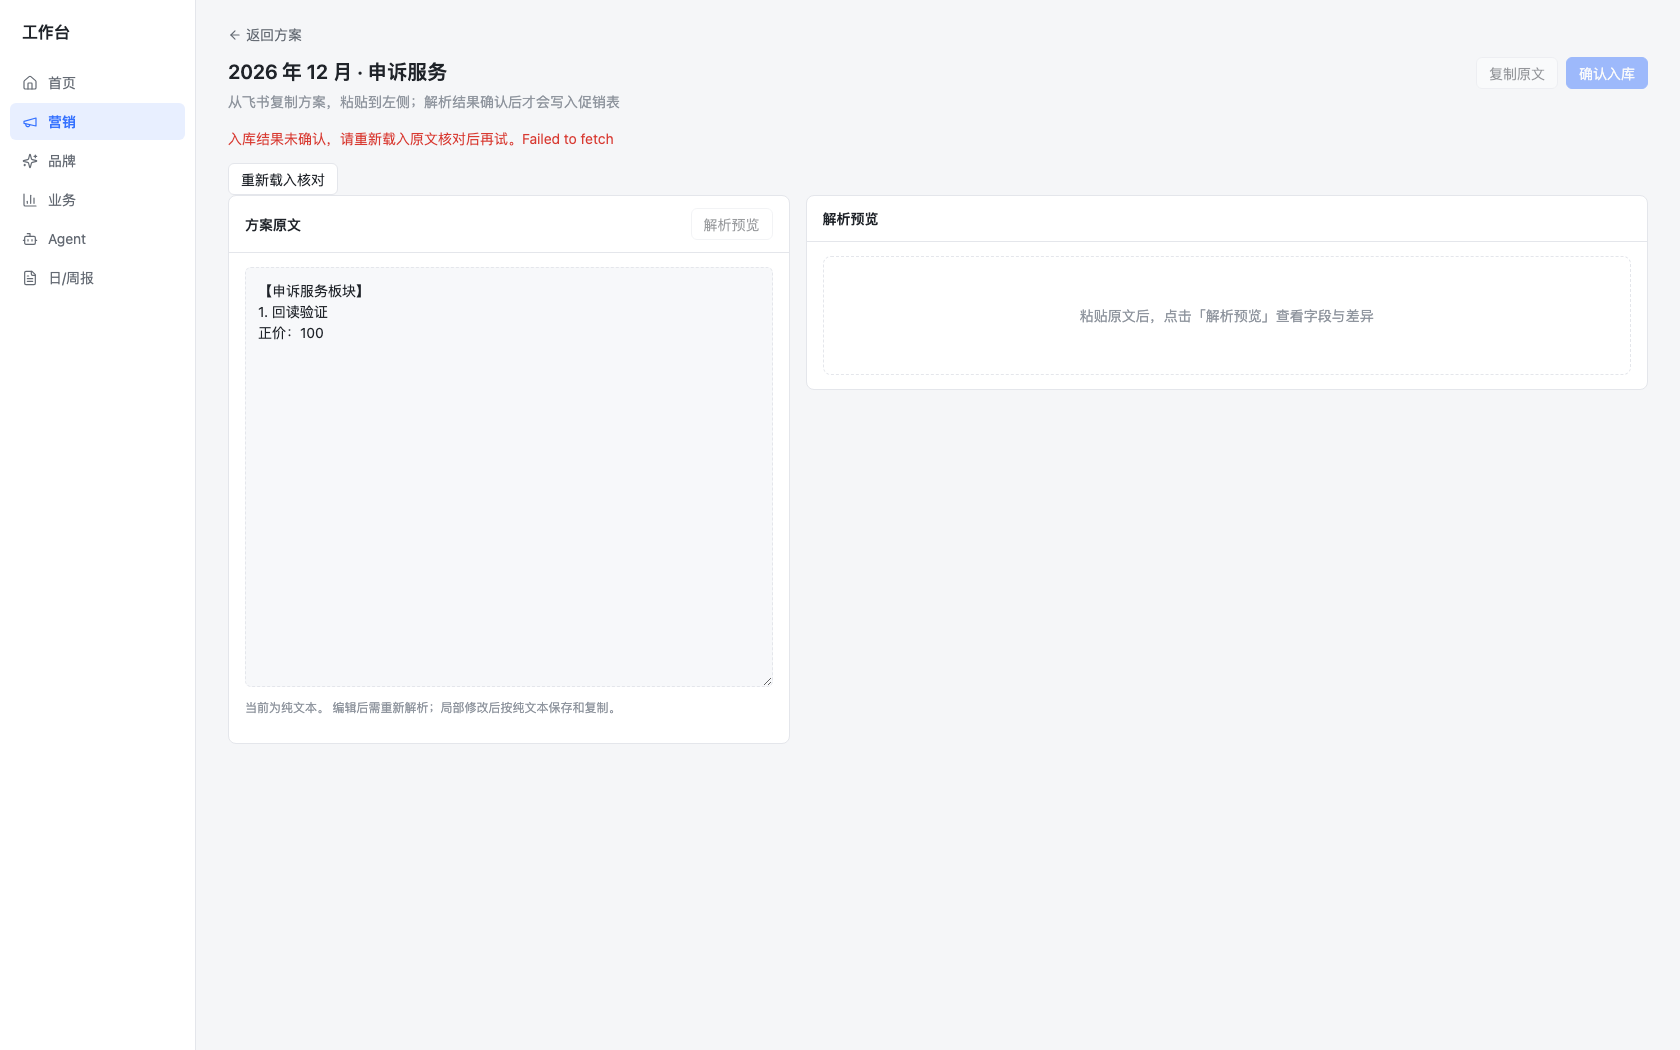 工作台
首页
营销
品牌
业务
Agent
日/周报
返回方案
2026 年 12 月 · 申诉服务
从飞书复制方案，粘贴到左侧；解析结果确认后才会写入促销表
复制原文
确认入库
入库结果未确认，请重新载入原文核对后再试。Failed to fetch
重新载入核对
方案原文
解析预览
【申诉服务板块】
1. 回读验证
正价：100
当前为纯文本。 编辑后需重新解析；局部修改后按纯文本保存和复制。
解析预览
粘贴原文后，点击「解析预览」查看字段与差异